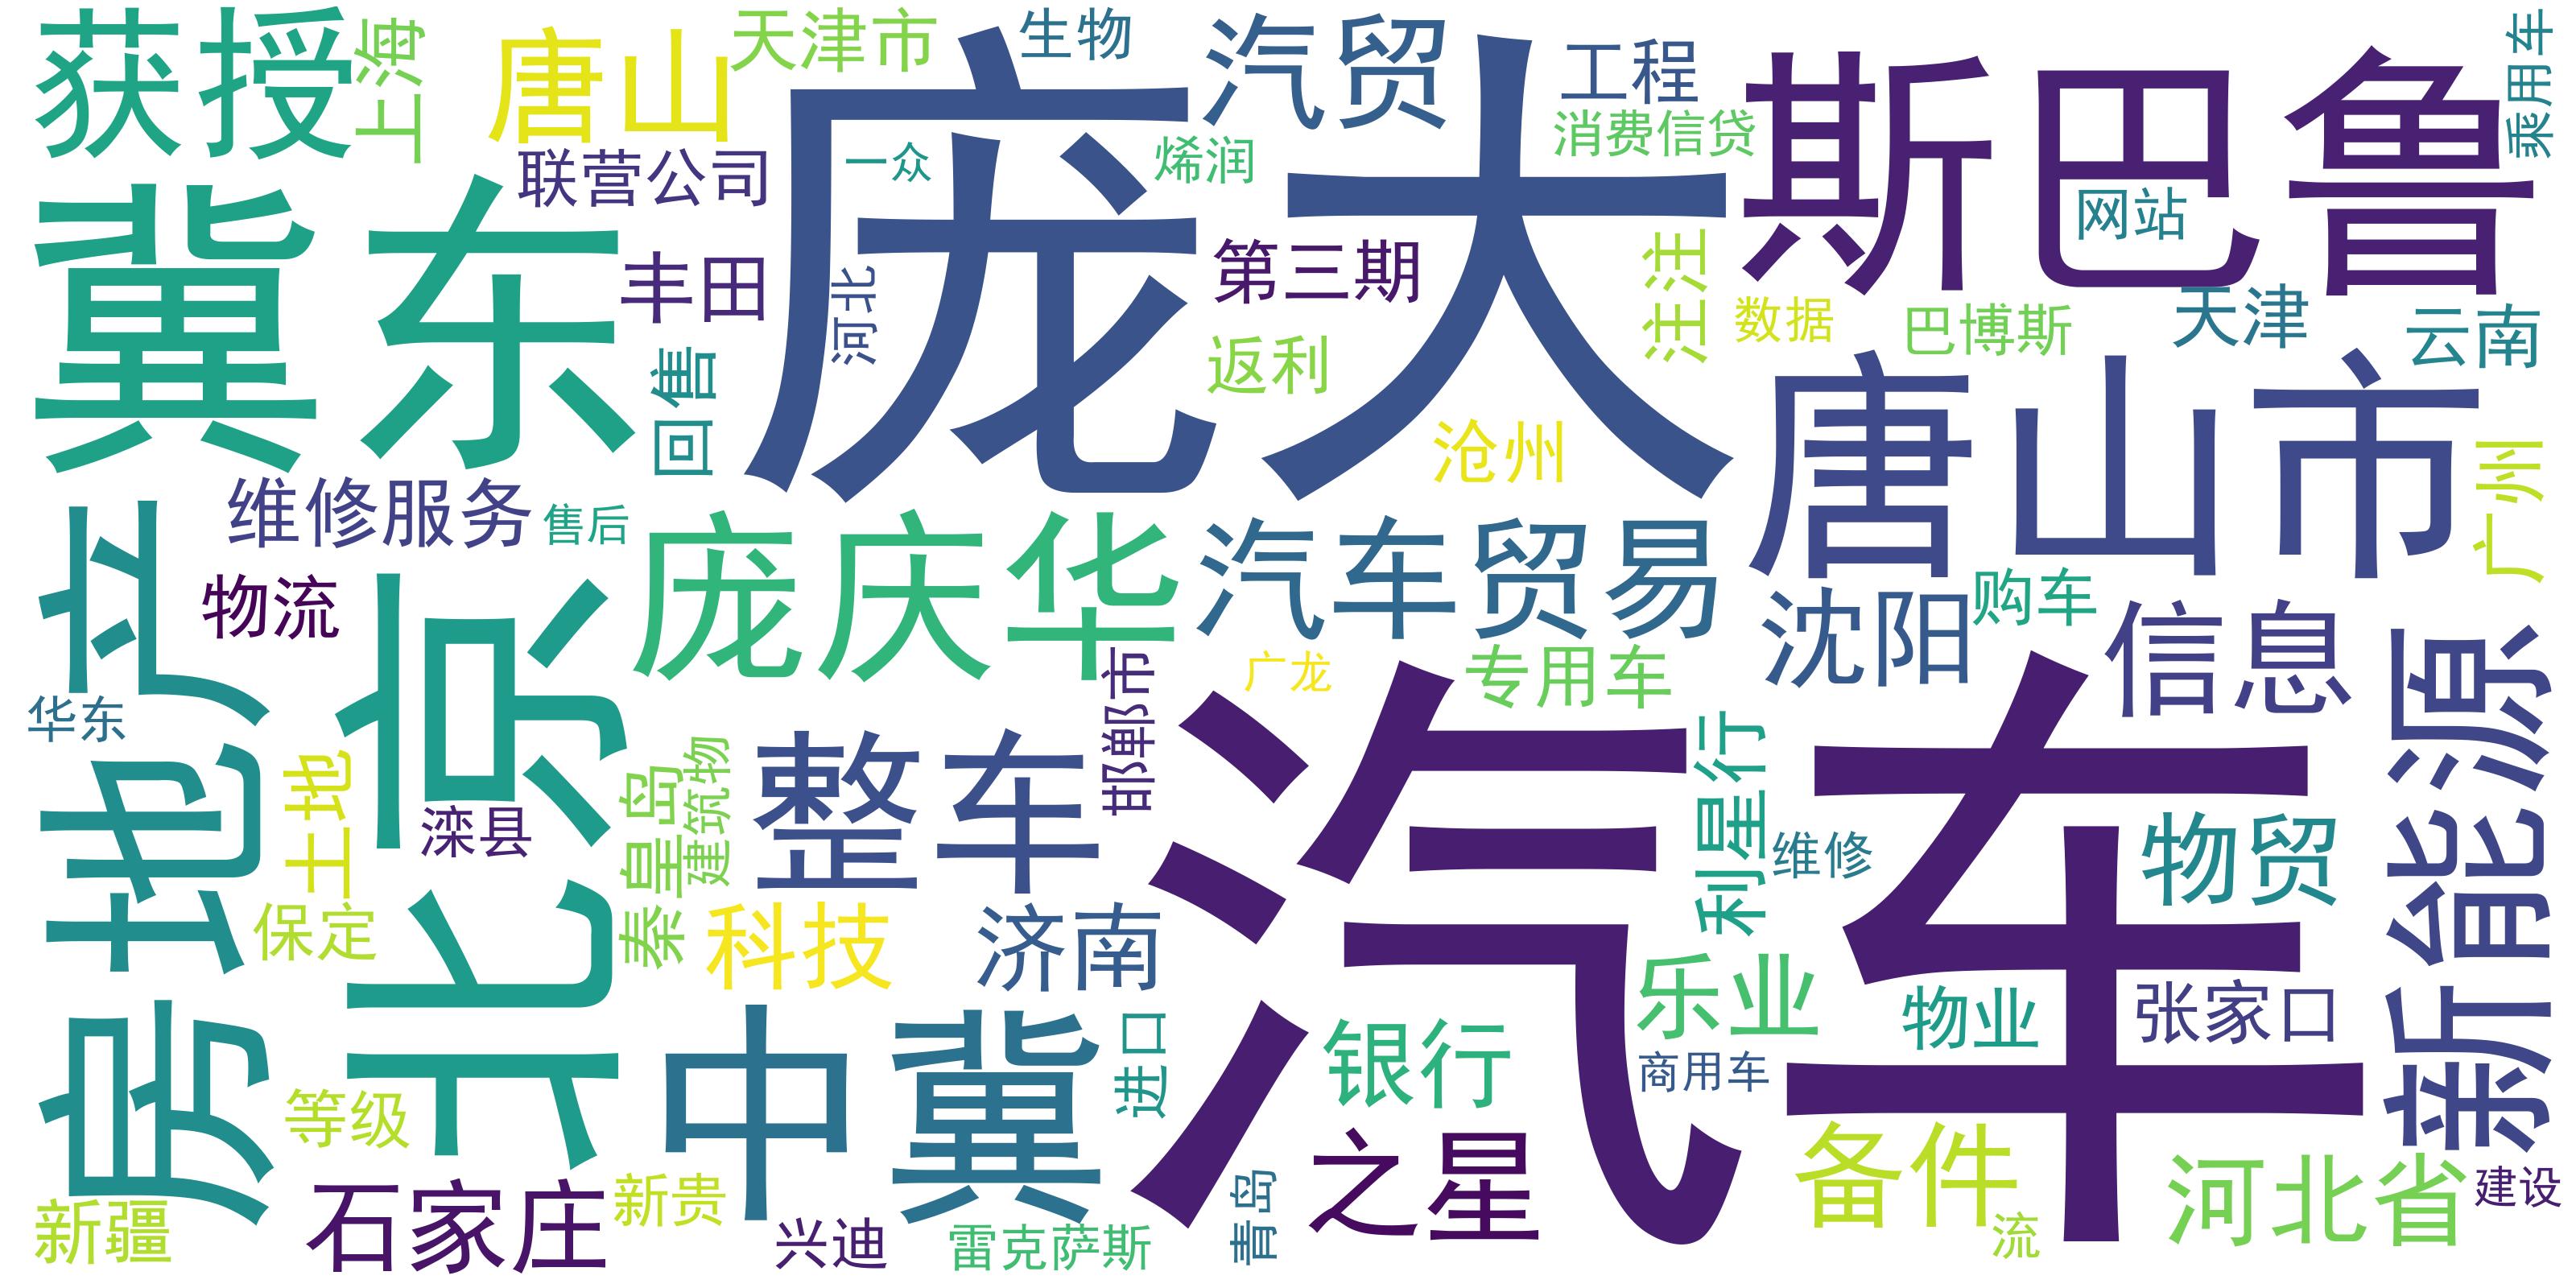 获授
上海
唐山
天津市
生物
汽贸
工程
斯巴鲁
乘用车
消费信贷
联营公司
一众
烯润
庞大
冀东
丰田
河北
第三期
汪汪
网站
数据
巴博斯
天津
云南
回售
返利
唐山市
沧州
广州
维修服务
售后
庞庆华
汽车贸易
物流
沈阳
购车
信息
新能源
房地产
北京
邯郸市
广龙
专用车
华东
土地
滦县
秦皇岛
建筑物
整车
汽车
利星行
维修
物贸
保定
科技
济南
乐业
物业
张家口
中冀
进口
银行
商用车
等级
之星
备件
河北省
建设
新疆
石家庄
新贵
兴迪
雷克萨斯
青岛
流